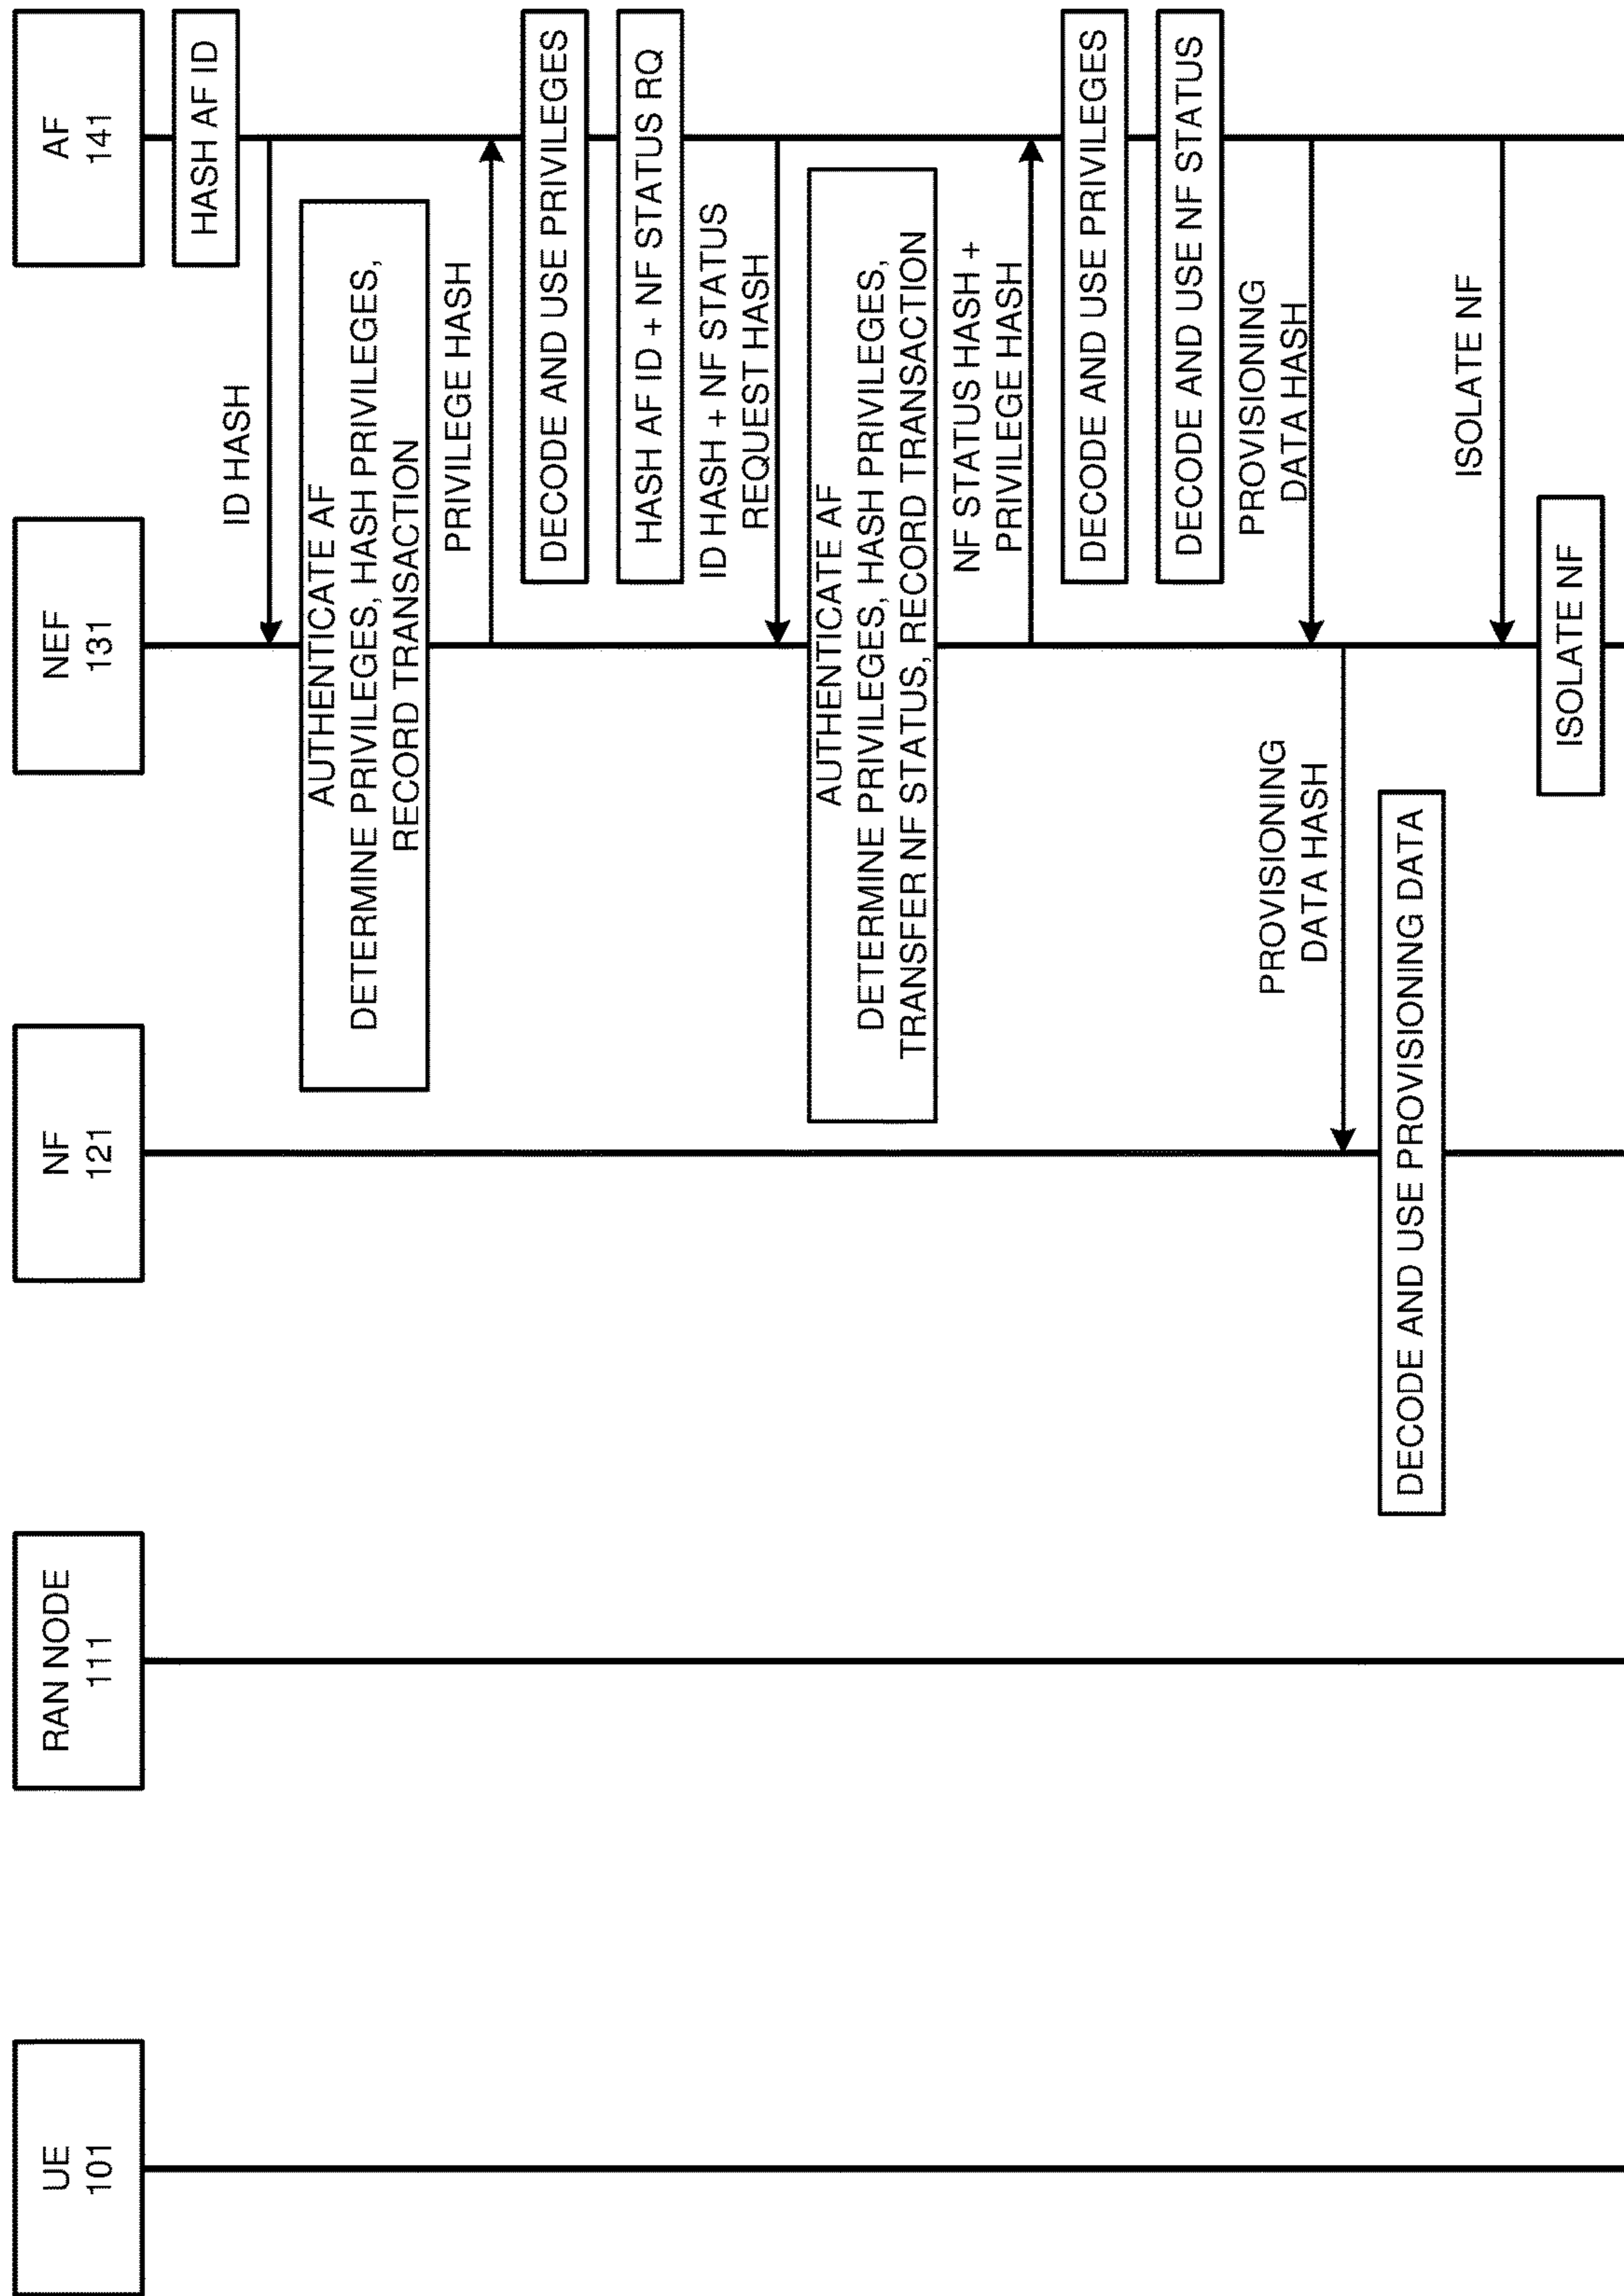 UE
101
RAN NODE
111
NF
121
NEF
131
AF
141
HASH AF ID
ID HASH
AUTHENTICATE AF
DETERMINE PRIVILEGES, HASH PRIVILEGES,
RECORD TRANSACTION
PRIVILEGE HASH
DECODE AND USE PRIVILEGES
HASH AF ID + NF STATUS RQ
ID HASH + NF STATUS
REQUEST HASH
AUTHENTICATE AF
DETERMINE PRIVILEGES, HASH PRIVILEGES,
TRANSFER NF STATUS, RECORD TRANSACTION
NF STATUS HASH +
PRIVILEGE HASH
DECODE AND USE PRIVILEGES
DECODE AND USE NF STATUS
PROVISIONING
DATA HASH
PROVISIONING
DATA HASH
DECODE AND USE PROVISIONING DATA
ISOLATE NF
ISOLATE NF